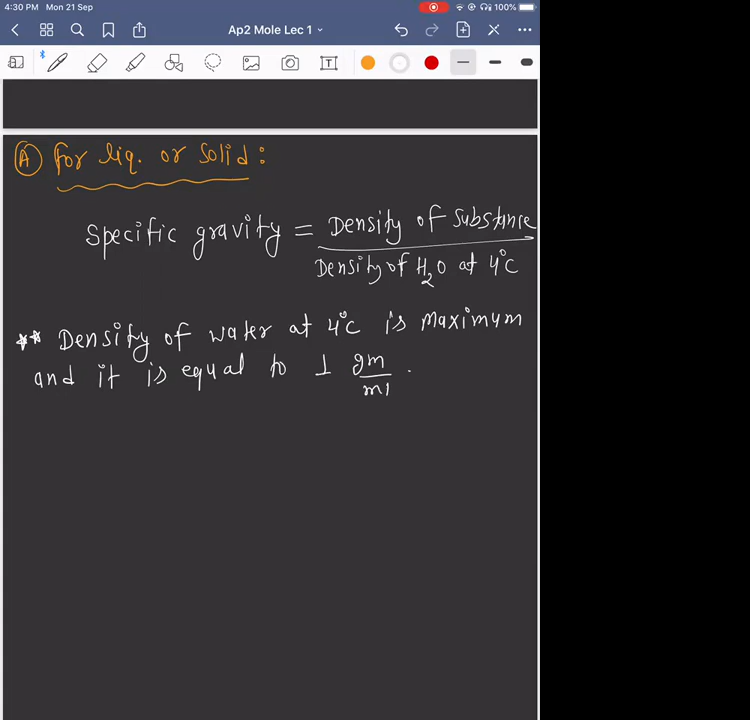 4:30 PM Mon 21 Sep
100%
Ap2 Mole Lec 1
T
A for liq. or solid :
Specific gravity = Density of substance
Density of H2O at 4°C
** Density of water at 4°C is maximum
and it is equal to 1 gm
ml .